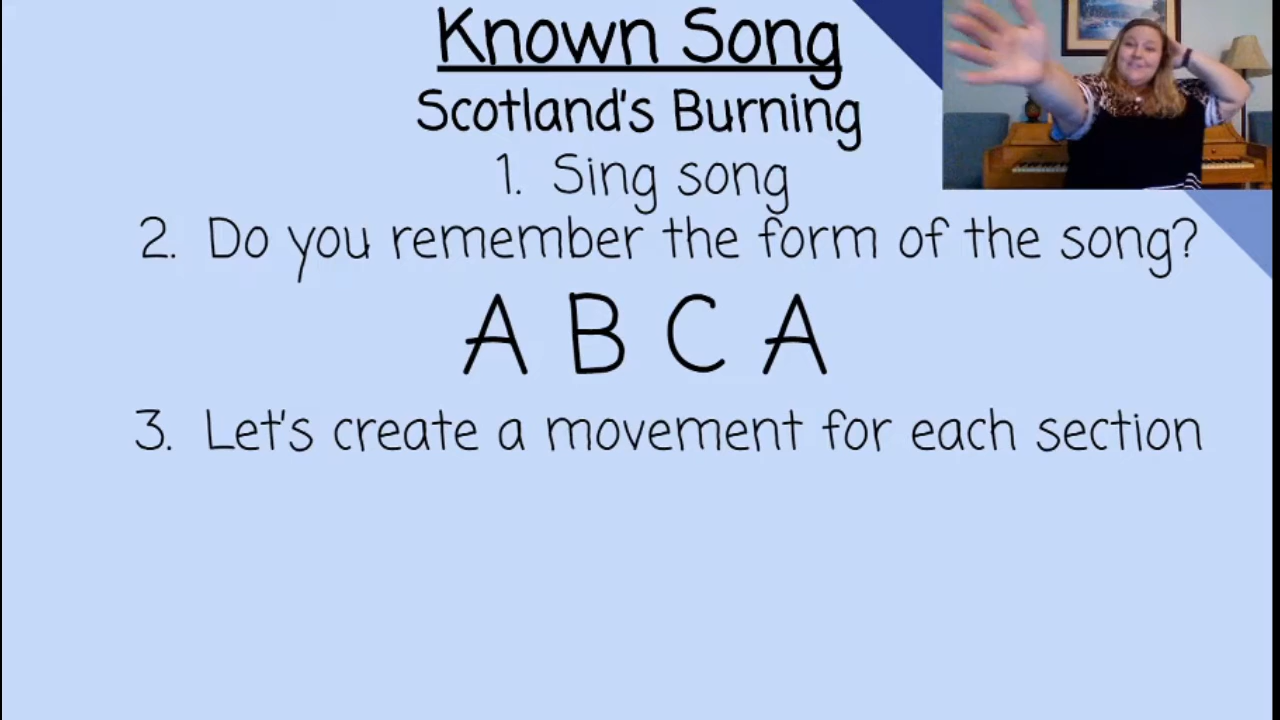 Known Song
Scotland's Burning
1. Sing song
2. Do you remember the form of the song?
A B C A
3. Let's create a movement for each section